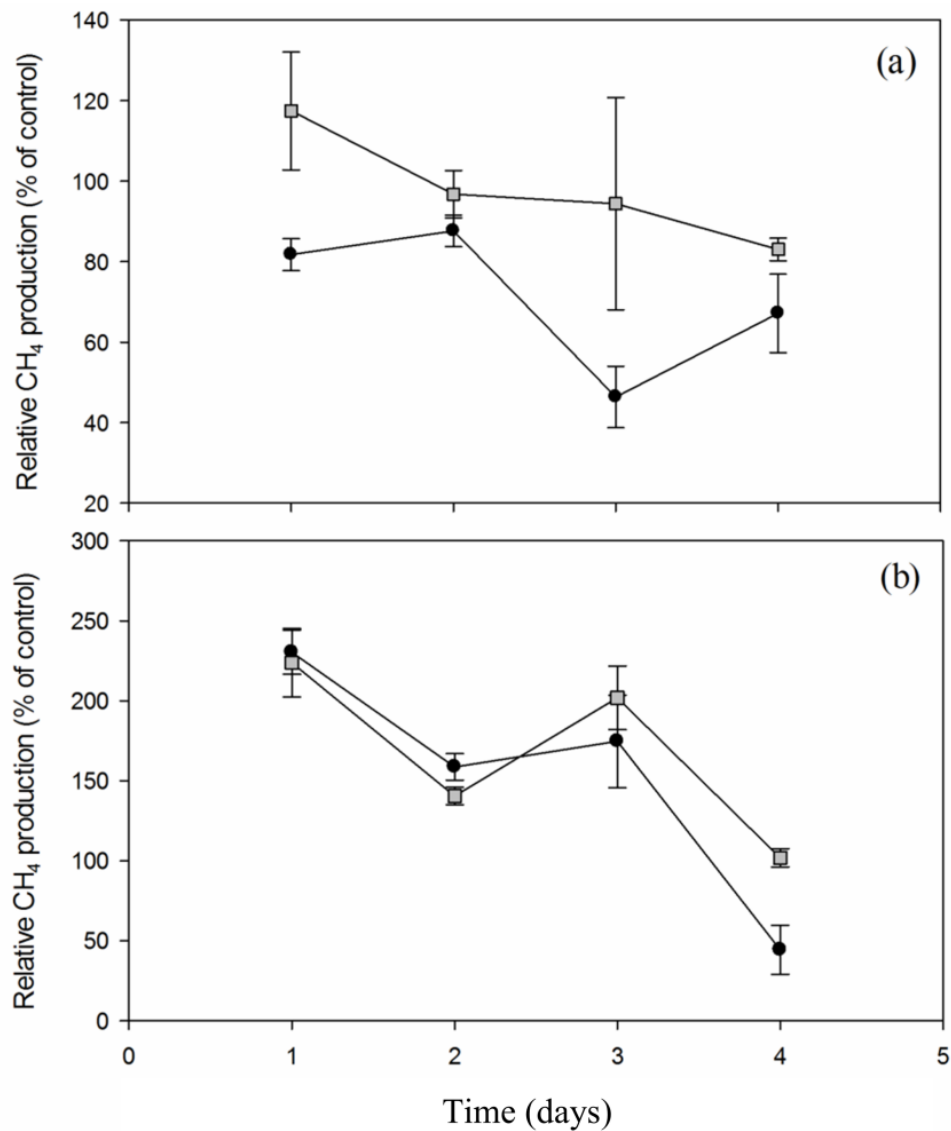 Relative CH₄ production (% of control)
140
120
100
80
60
40
20
(a)
Relative CH₄ production (% of control)
300
250
200
150
100
50
0
(b)
0 1 2 3 4 5
Time (days)